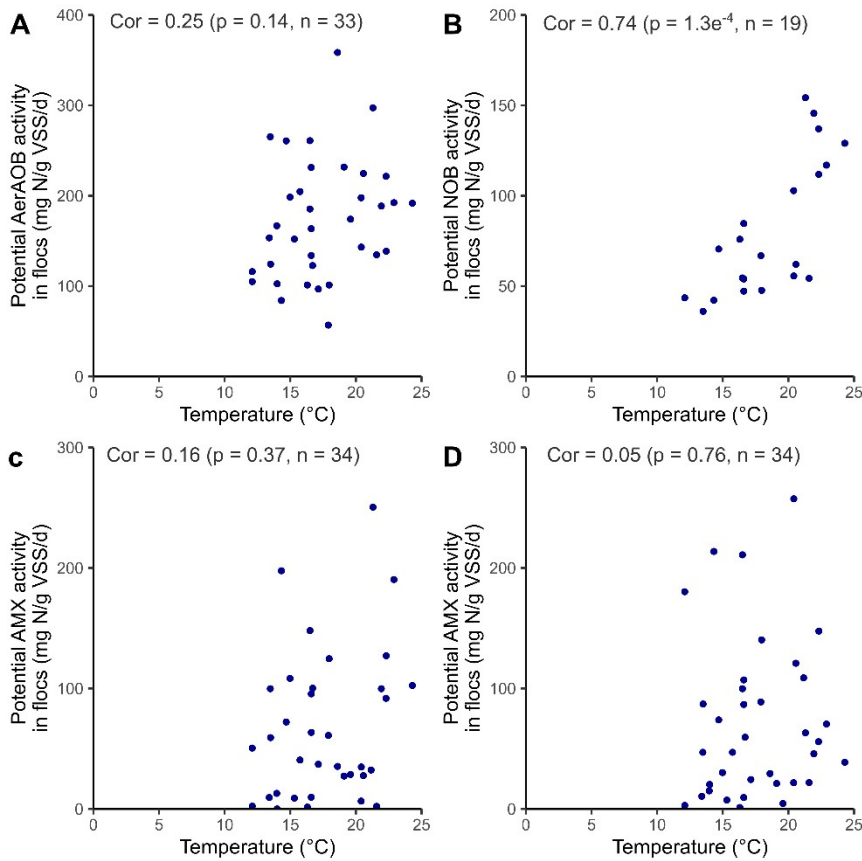 A
Cor = 0.25 (p = 0.14, n = 33)
400
300
200
100
0
Potential AerAOB activity
in flocs (mg N/g VSS/d)
0 5 10 15 20 25
Temperature (°C)
B
Cor = 0.74 (p = 1.3e⁻⁴, n = 19)
200
150
100
50
0
Potential NOB activity
in flocs (mg N/g VSS/d)
0 5 10 15 20 25
Temperature (°C)
c
Cor = 0.16 (p = 0.37, n = 34)
300
200
100
0
Potential AMX activity
in flocs (mg N/g VSS/d)
0 5 10 15 20 25
Temperature (°C)
D
Cor = 0.05 (p = 0.76, n = 34)
300
200
100
0
Potential AMX activity
in flocs (mg N/g VSS/d)
0 5 10 15 20 25
Temperature (°C)